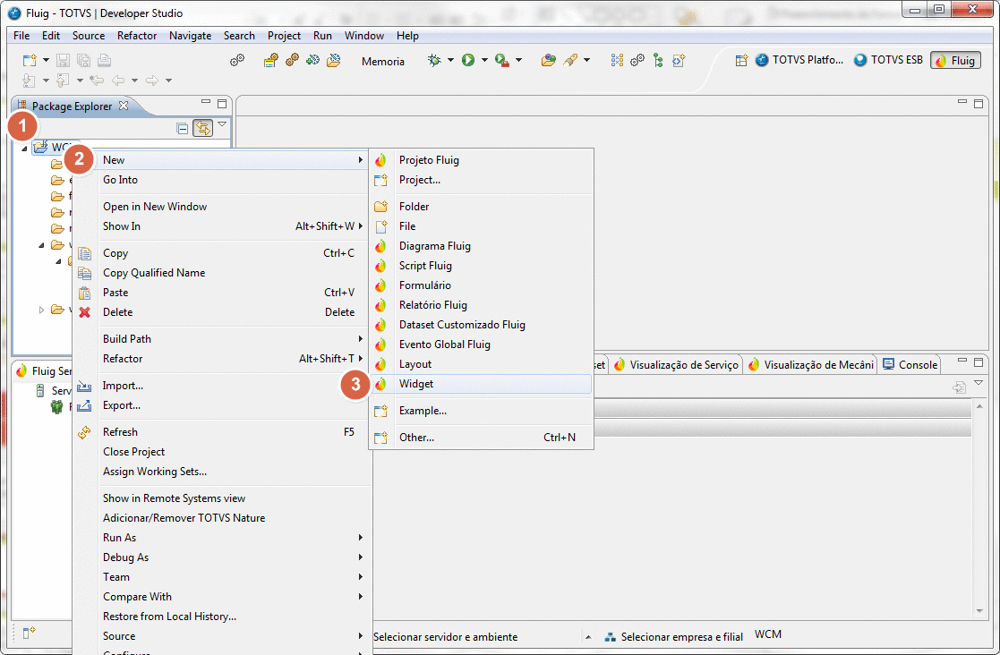 Fluig - TOTVS | Developer Studio
File Edit Source Refactor Navigate Search Project Run Window Help
Memoria
TOTVS Platfo... TOTVS ESB Fluig
Package Explorer
1
WC
2
New
Go Into
Open in New Window
Show In Alt+Shift+W
Copy Ctrl+C
Copy Qualified Name
Paste Ctrl+V
Delete Delete
Build Path
Refactor Alt+Shift+T
Import...
Export...
Refresh F5
Close Project
Assign Working Sets...
Show in Remote Systems view
Adicionar/Remover TOTVS Nature
Run As
Debug As
Team
Compare With
Restore from Local History...
Source
Configure
Projeto Fluig
Project...
Folder
File
Diagrama Fluig
Script Fluig
Formulário
Relatório Fluig
Dataset Customizado Fluig
Evento Global Fluig
Layout
3
Widget
Example...
Other... Ctrl+N
Fluig Ser
Serv
set Visualização de Serviço Visualização de Mecâni Console
Selecionar servidor e ambiente Selecionar empresa e filial WCM